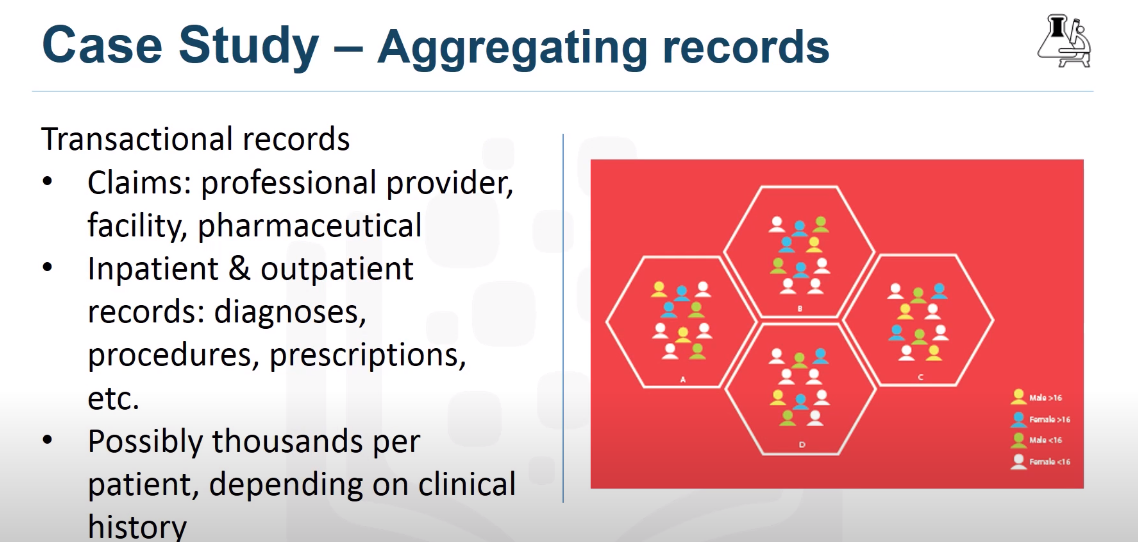 Case Study – Aggregating records
Transactional records
• Claims: professional provider,
facility, pharmaceutical
• Inpatient & outpatient
records: diagnoses,
procedures, prescriptions,
etc.
• Possibly thousands per
patient, depending on clinical
history
B
A
C
D
Male >16
Female >16
Male <16
Female <16